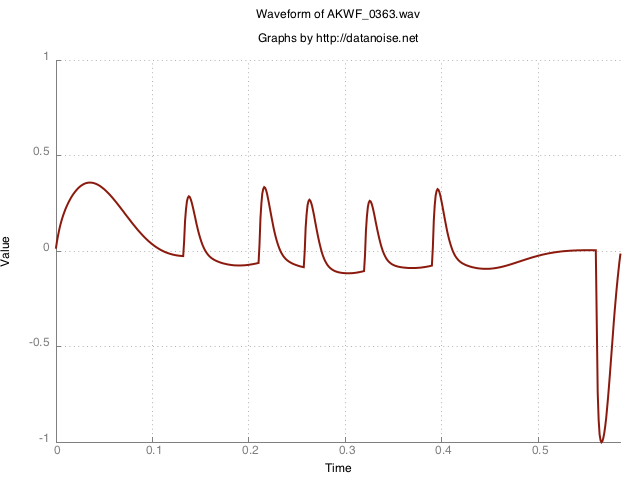 Waveform of AKWF_0363.wav
Graphs by http://datanoise.net
1
0.5
0
-0.5
-1
Value
0 0.1 0.2 0.3 0.4 0.5
Time